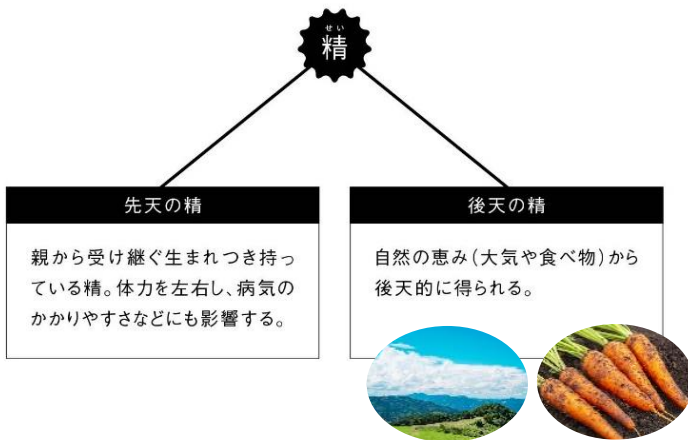 せい
精
先天の精
親から受け継ぐ生まれつき持っ
ている精。体力を左右し、病気の
かかりやすさなどにも影響する。
後天の精
自然の恵み(大気や食べ物)から
後天的に得られる。